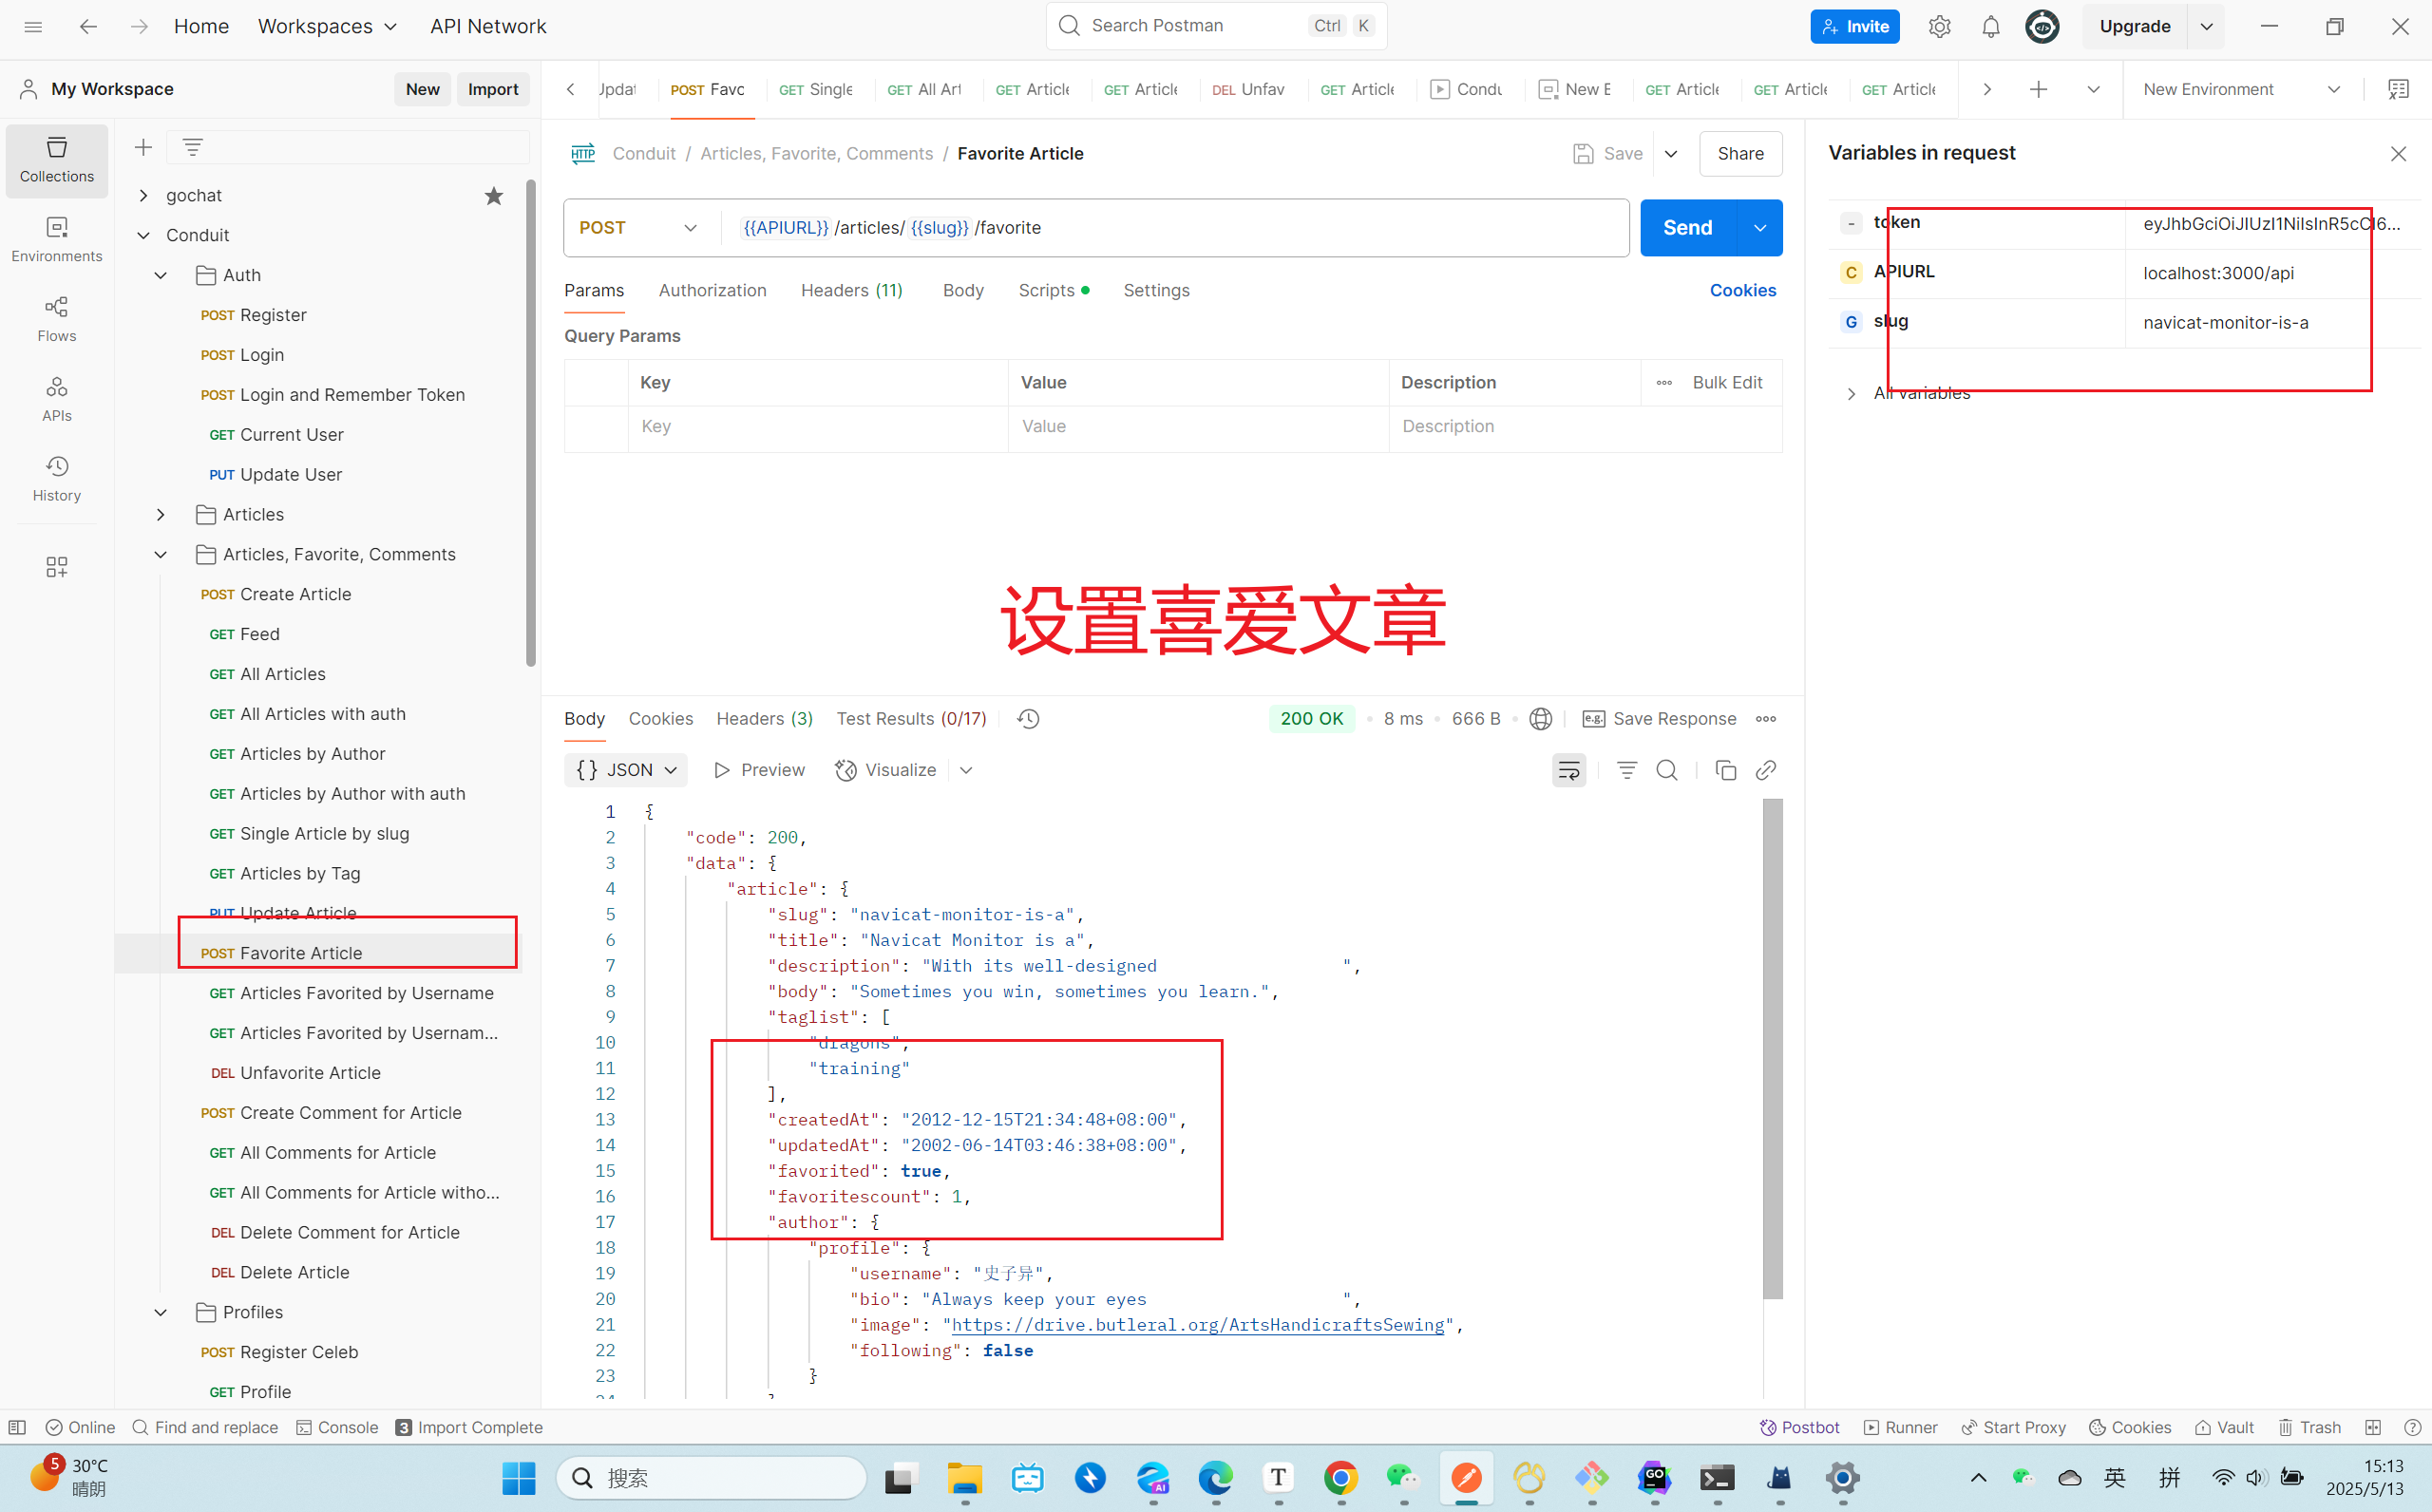 Home
Workspaces
API Network
Search Postman
Ctrl K
Invite
Upgrade
My Workspace
New
Import
Updat
POST Favo
GET Single
GET All Art
GET Article
GET Article
DEL Unfav
GET Article
Condu
New E
GET Article
GET Article
GET Article
New Environment
Collections
Environments
Flows
APIs
History
gochat
Conduit
Auth
POST Register
POST Login
POST Login and Remember Token
GET Current User
PUT Update User
Articles
Articles, Favorite, Comments
POST Create Article
GET Feed
GET All Articles
GET All Articles with auth
GET Articles by Author
GET Articles by Author with auth
GET Single Article by slug
GET Articles by Tag
PUT Update Article
POST Favorite Article
GET Articles Favorited by Username
GET Articles Favorited by Usernam...
DEL Unfavorite Article
POST Create Comment for Article
GET All Comments for Article
GET All Comments for Article witho...
DEL Delete Comment for Article
DEL Delete Article
Profiles
POST Register Celeb
GET Profile
HTTP Conduit / Articles, Favorite, Comments / Favorite Article
Save
Share
POST
{{APIURL}} /articles/ {{slug}} /favorite
Send
Params
Authorization
Headers (11)
Body
Scripts
Settings
Cookies
Query Params
Key Value Description Bulk Edit
Key Value Description
设置喜爱文章
Body Cookies Headers (3) Test Results (0/17)
200 OK 8 ms 666 B e.g. Save Response
{} JSON Preview Visualize
1 {
2 "code": 200,
3 "data": {
4 "article": {
5 "slug": "navicat-monitor-is-a",
6 "title": "Navicat Monitor is a",
7 "description": "With its well-designed ",
8 "body": "Sometimes you win, sometimes you learn.",
9 "taglist": [
10 "dragons",
11 "training"
12 ],
13 "createdAt": "2012-12-15T21:34:48+08:00",
14 "updatedAt": "2002-06-14T03:46:38+08:00",
15 "favorited": true,
16 "favoritescount": 1,
17 "author": {
18 "profile": {
19 "username": "史子异",
20 "bio": "Always keep your eyes ",
21 "image": "https://drive.butleral.org/ArtsHandicraftsSewing",
22 "following": false
23 }
Variables in request
- token eyJhbGciOiJIUzI1NiIsInR5cCI6...
C APIURL localhost:3000/api
G slug navicat-monitor-is-a
All variables
Online
Find and replace
Console
3 Import Complete
Postbot
Runner
Start Proxy
Cookies
Vault
Trash
5
30°C
晴朗
搜索
AI
T
GO
英
拼
15:13
2025/5/13